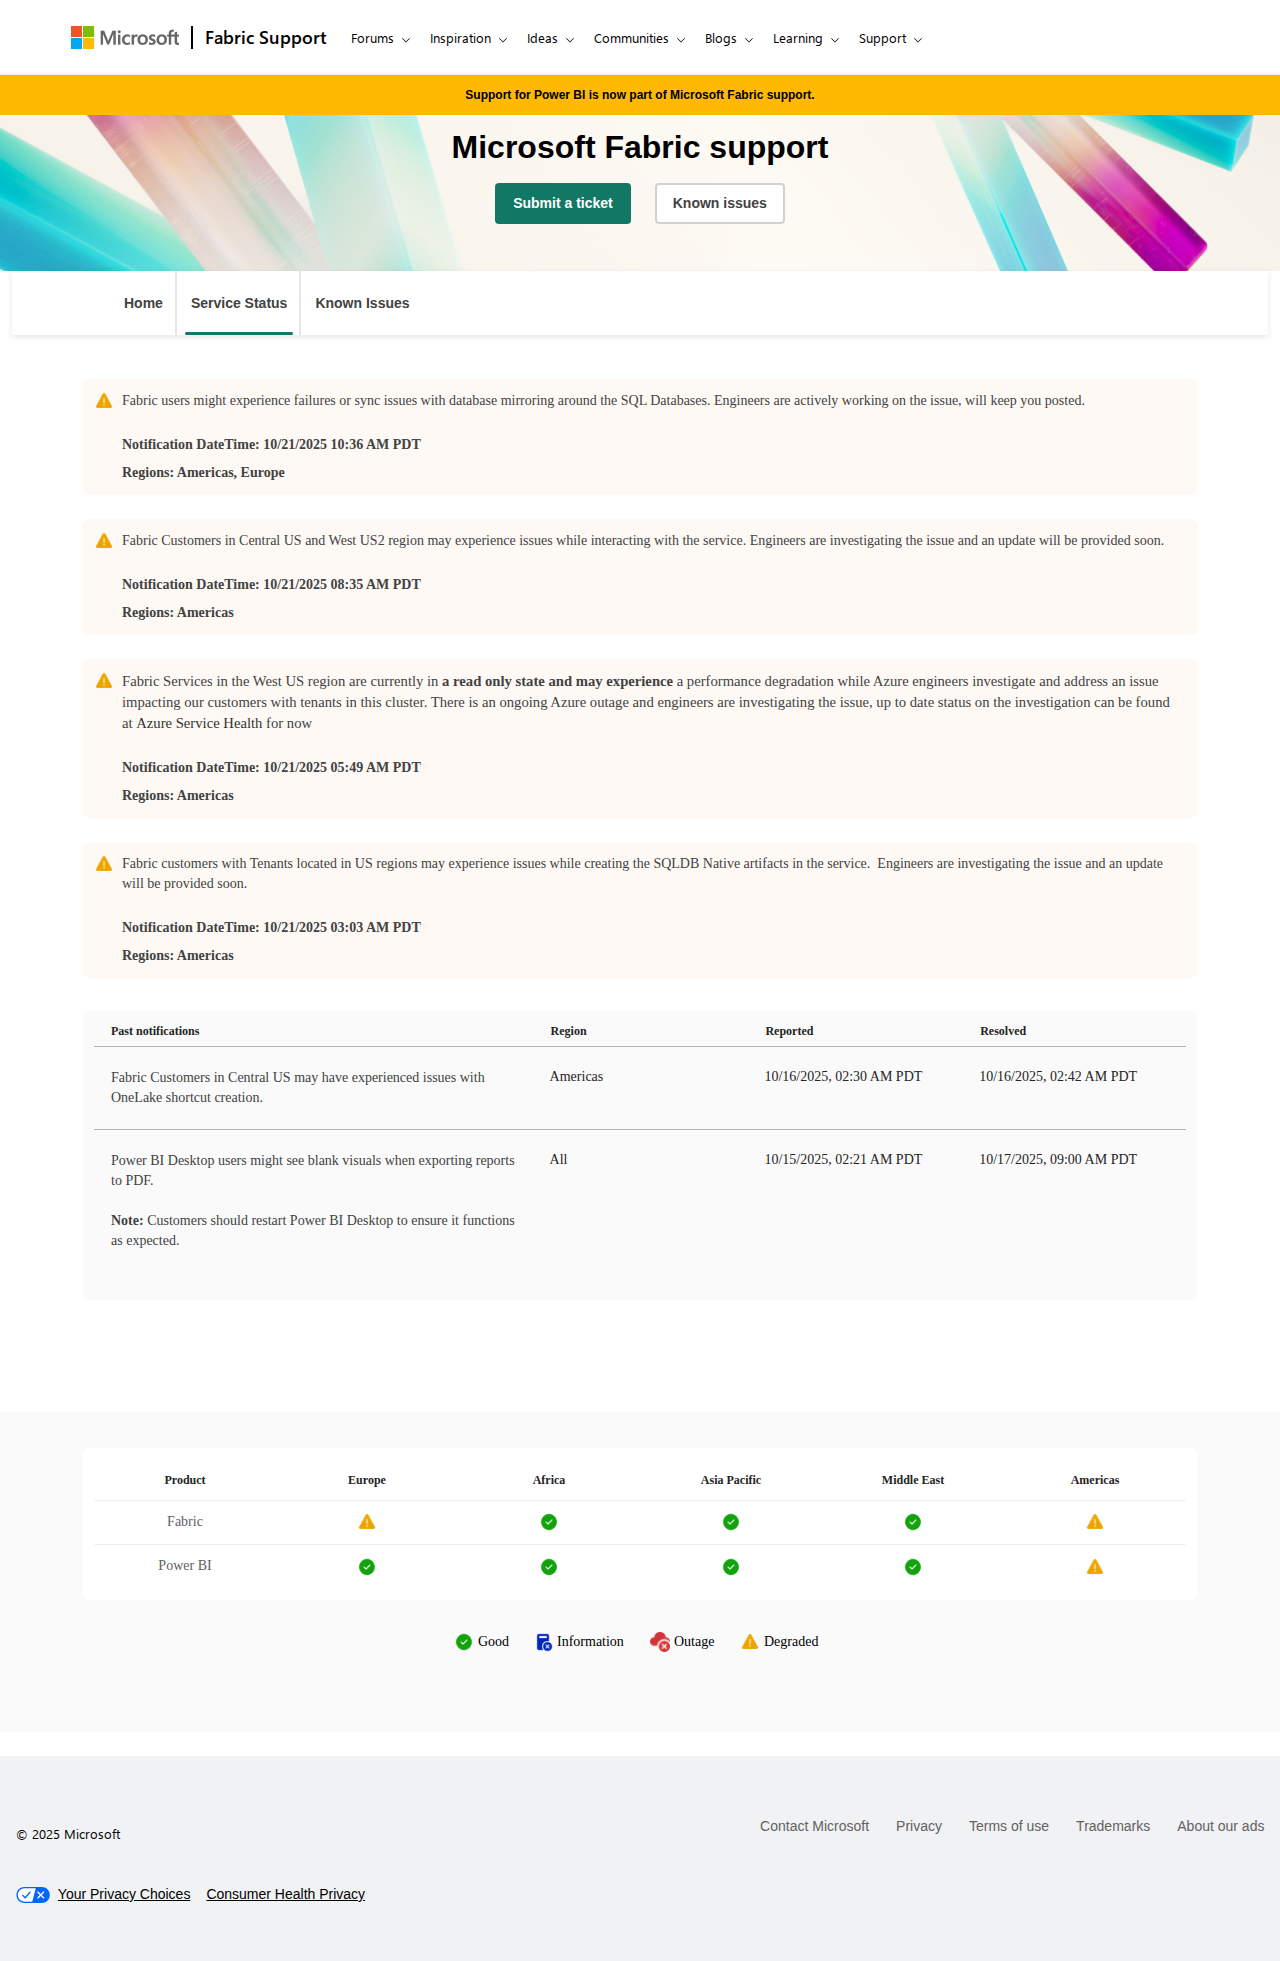 Microsoft
Fabric Support
Forums
Inspiration
Ideas
Communities
Blogs
Learning
Support
Support for Power BI is now part of Microsoft Fabric support.
Microsoft Fabric support
Submit a ticket
Known issues
Home
Service Status
Known Issues
Fabric users might experience failures or sync issues with database mirroring around the SQL Databases. Engineers are actively working on the issue, will keep you posted.
Notification DateTime: 10/21/2025 10:36 AM PDT
Regions: Americas, Europe
Fabric Customers in Central US and West US2 region may experience issues while interacting with the service. Engineers are investigating the issue and an update will be provided soon.
Notification DateTime: 10/21/2025 08:35 AM PDT
Regions: Americas
Fabric Services in the West US region are currently in a read only state and may experience a performance degradation while Azure engineers investigate and address an issue
impacting our customers with tenants in this cluster. There is an ongoing Azure outage and engineers are investigating the issue, up to date status on the investigation can be found
at Azure Service Health for now
Notification DateTime: 10/21/2025 05:49 AM PDT
Regions: Americas
Fabric customers with Tenants located in US regions may experience issues while creating the SQLDB Native artifacts in the service.  Engineers are investigating the issue and an update
will be provided soon.
Notification DateTime: 10/21/2025 03:03 AM PDT
Regions: Americas
Past notifications Region Reported Resolved
Fabric Customers in Central US may have experienced issues with Americas 10/16/2025, 02:30 AM PDT 10/16/2025, 02:42 AM PDT
OneLake shortcut creation.
Power BI Desktop users might see blank visuals when exporting reports All 10/15/2025, 02:21 AM PDT 10/17/2025, 09:00 AM PDT
to PDF.
Note: Customers should restart Power BI Desktop to ensure it functions
as expected.
Product Europe Africa Asia Pacific Middle East Americas
Fabric
Power BI
Good Information Outage Degraded
© 2025 Microsoft
Contact Microsoft Privacy Terms of use Trademarks About our ads
Your Privacy Choices Consumer Health Privacy